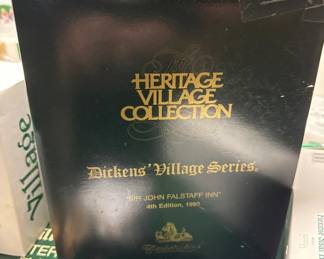 HERITAGE
VILLAGE
COLLECTION
Dickens' Village Series®
"SIR JOHN FALSTAFF INN"
4th Edition, 1995
Village